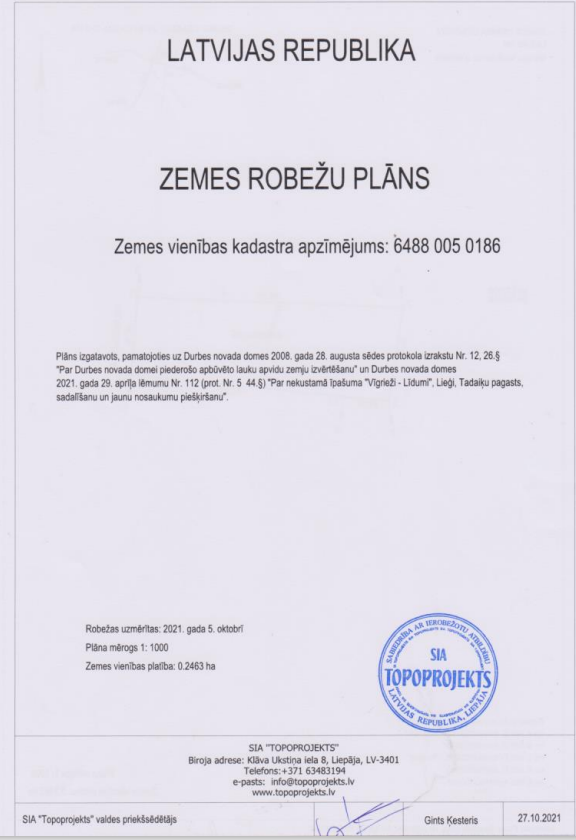 LATVIJAS REPUBLIKA
ZEMES ROBEŽU PLĀNS
Zemes vienības kadastra apzīmējums: 6488 005 0186
Plāns izgatavots, pamatojoties uz Durbes novada domes 2008. gada 28. augusta sēdes protokola izrakstu Nr. 12, 26.§
"Par Durbes novada domei piederošo apbūvēto lauku apvidu zemju izvērtēšanu" un Durbes novada domes
2021. gada 29. aprīļa lēmumu Nr. 112 (prot. Nr. 5 44.§) "Par nekustamā īpašuma "Vīgrieži - Līdumi", Lieģi, Tadaiķu pagasts,
sadalīšanu un jaunu nosaukumu piešķiršanu".
Robežas uzmērītas: 2021. gada 5. oktobrī
Plāna mērogs 1: 1000
Zemes vienības platība: 0.2463 ha
SABIEDRĪBA AR IEROBEŽOTU ATBILDĪBU
SIA
TOPOPROJEKTS
LATVIJAS REPUBLIKA, LIEPĀJA
SIA "TOPOPROJEKTS"
Biroja adrese: Klāva Ukstiņa iela 8, Liepāja, LV-3401
Telefons:+371 63483194
e-pasts: info@topoprojekts.lv
www.topoprojekts.lv
SIA "Topoprojekts" valdes priekšsēdētājs
Gints Ķesteris
27.10.2021